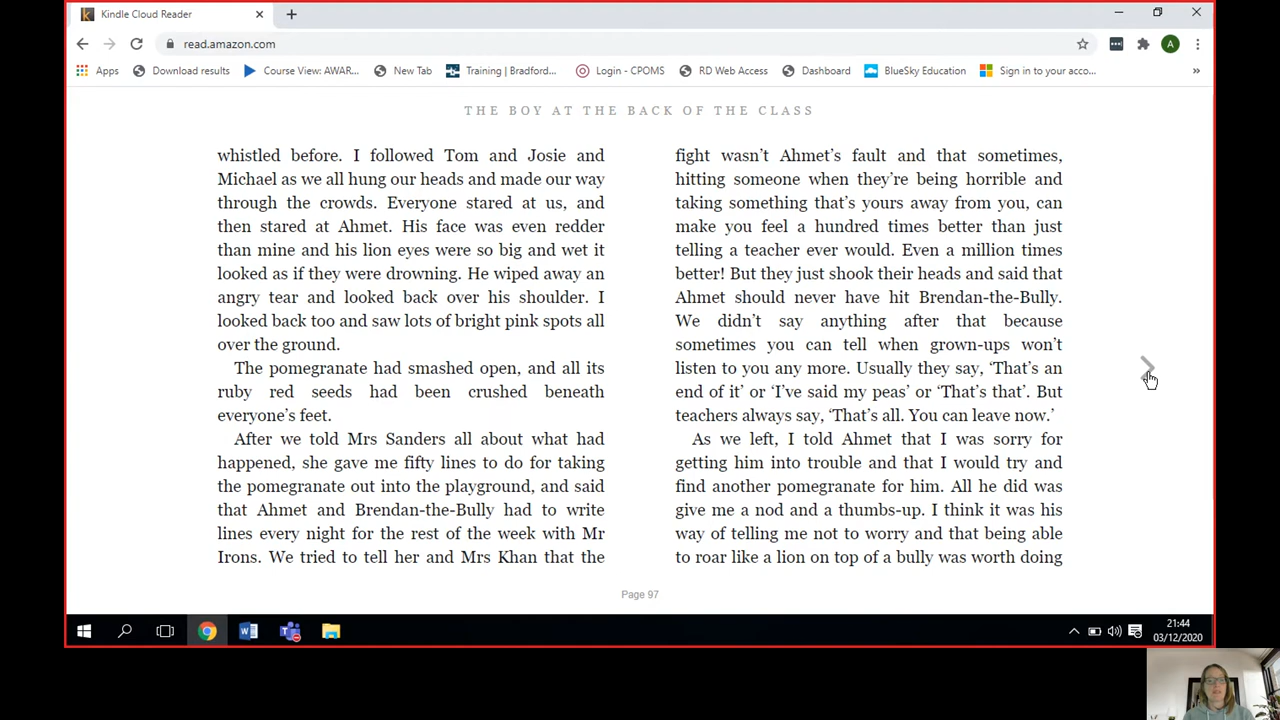 Kindle Cloud Reader
read.amazon.com
A
Apps
Download results
Course View: AWAR...
New Tab
Training | Bradford...
Login - CPOMS
RD Web Access
Dashboard
BlueSky Education
Sign in to your acco...
THE BOY AT THE BACK OF THE CLASS
whistled before. I followed Tom and Josie and
Michael as we all hung our heads and made our way
through the crowds. Everyone stared at us, and
then stared at Ahmet. His face was even redder
than mine and his lion eyes were so big and wet it
looked as if they were drowning. He wiped away an
angry tear and looked back over his shoulder. I
looked back too and saw lots of bright pink spots all
over the ground.
The pomegranate had smashed open, and all its
ruby red seeds had been crushed beneath
everyone’s feet.
After we told Mrs Sanders all about what had
happened, she gave me fifty lines to do for taking
the pomegranate out into the playground, and said
that Ahmet and Brendan-the-Bully had to write
lines every night for the rest of the week with Mr
Irons. We tried to tell her and Mrs Khan that the
fight wasn’t Ahmet’s fault and that sometimes,
hitting someone when they’re being horrible and
taking something that’s yours away from you, can
make you feel a hundred times better than just
telling a teacher ever would. Even a million times
better! But they just shook their heads and said that
Ahmet should never have hit Brendan-the-Bully.
We didn’t say anything after that because
sometimes you can tell when grown-ups won’t
listen to you any more. Usually they say, ‘That’s an
end of it’ or ‘I’ve said my peas’ or ‘That’s that’. But
teachers always say, ‘That’s all. You can leave now.’
As we left, I told Ahmet that I was sorry for
getting him into trouble and that I would try and
find another pomegranate for him. All he did was
give me a nod and a thumbs-up. I think it was his
way of telling me not to worry and that being able
to roar like a lion on top of a bully was worth doing
Page 97
21:44
03/12/2020